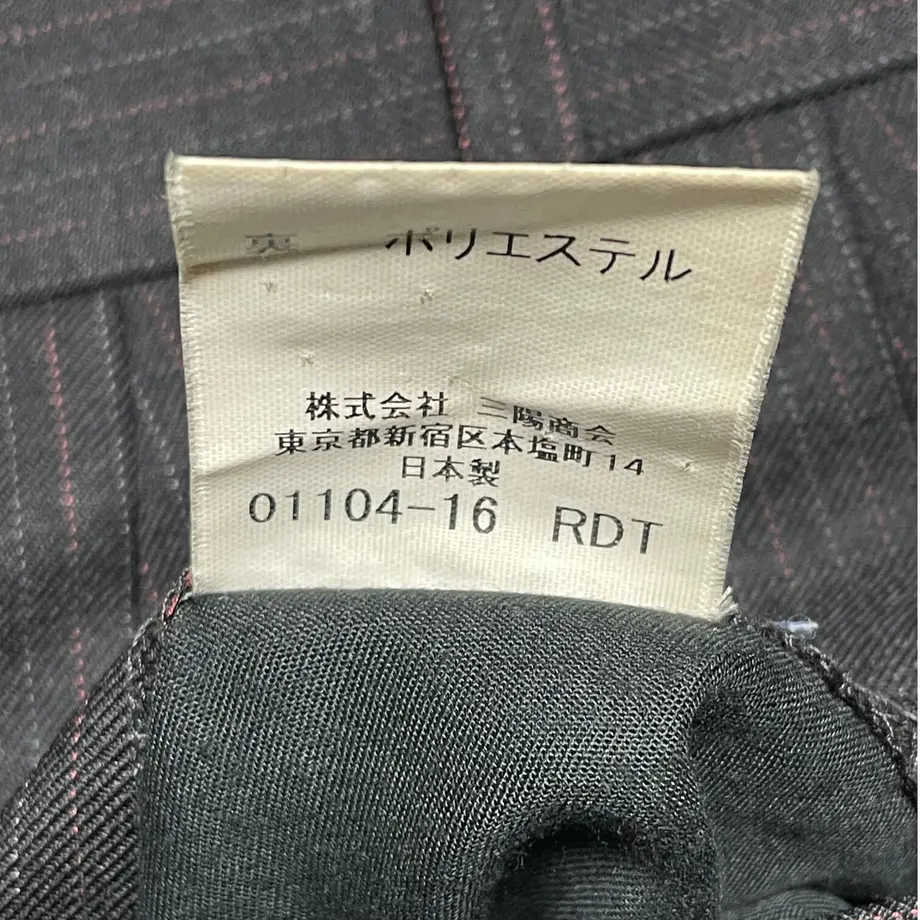 裏 ポリエステル
株式会社 三陽商会
東京都新宿区本塩町14
日本製
01104-16 RDT